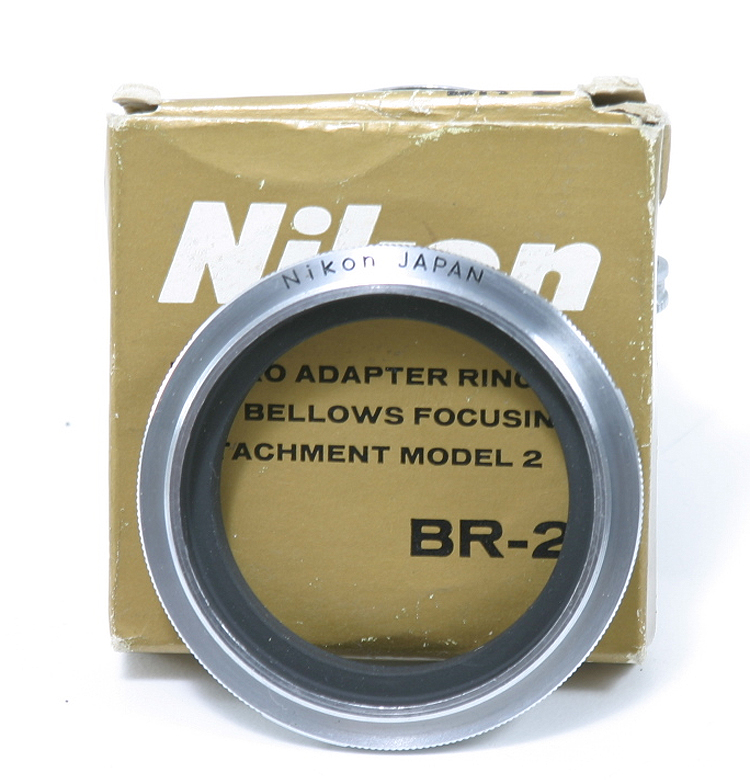 Nikon
Nikon JAPAN
ADAPTER RING
BELLOWS FOCUSIN
TACHMENT MODEL 2
BR-2